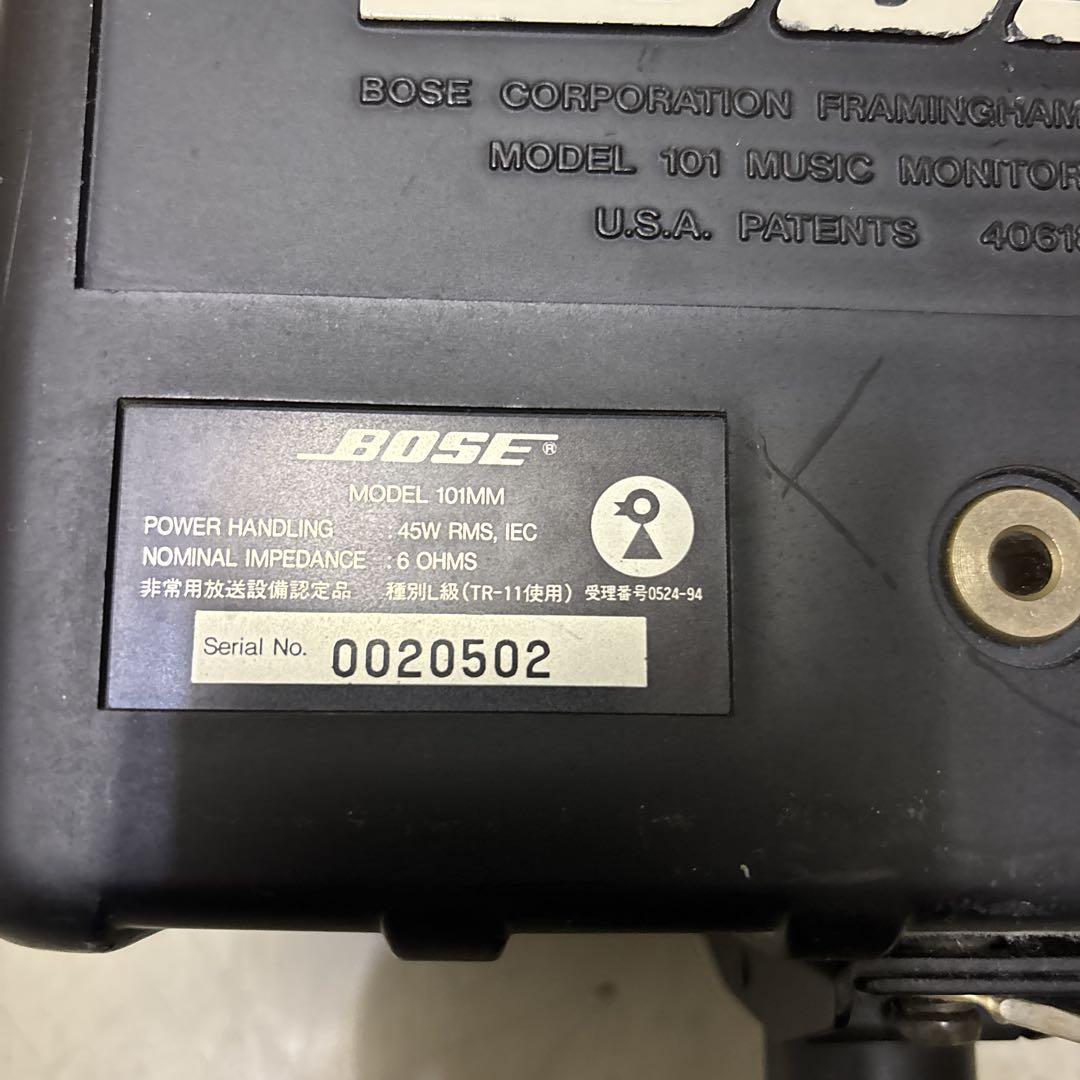 BOSE CORPORATION FRAMINGHAM
MODEL 101 MUSIC MONITOR
U.S.A. PATENTS 4061
BOSE®
MODEL 101MM
POWER HANDLING : 45W RMS, IEC
NOMINAL IMPEDANCE : 6 OHMS
非常用放送設備認定品 種別L級(TR-11使用) 受理番号0524-94
Serial No. 0020502